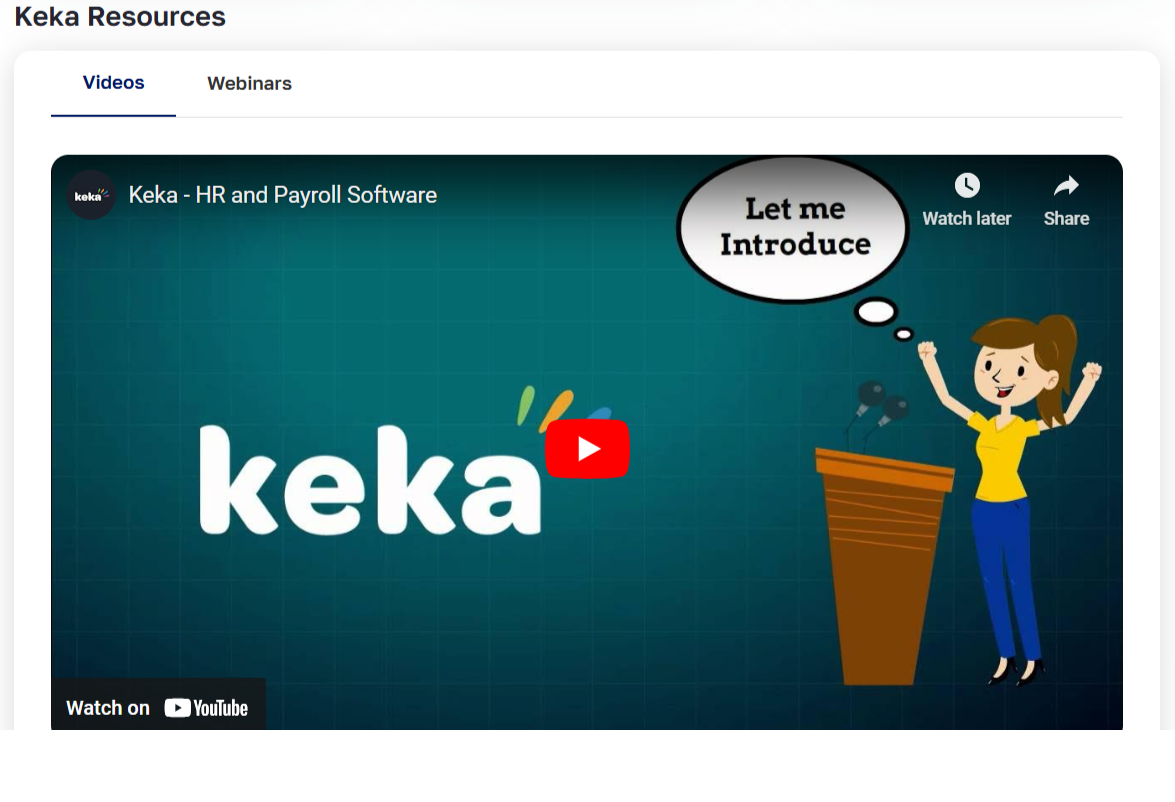 Keka Resources
Videos
Webinars
keka
Keka - HR and Payroll Software
Let me
Introduce
Watch later
Share
keka
Watch on YouTube